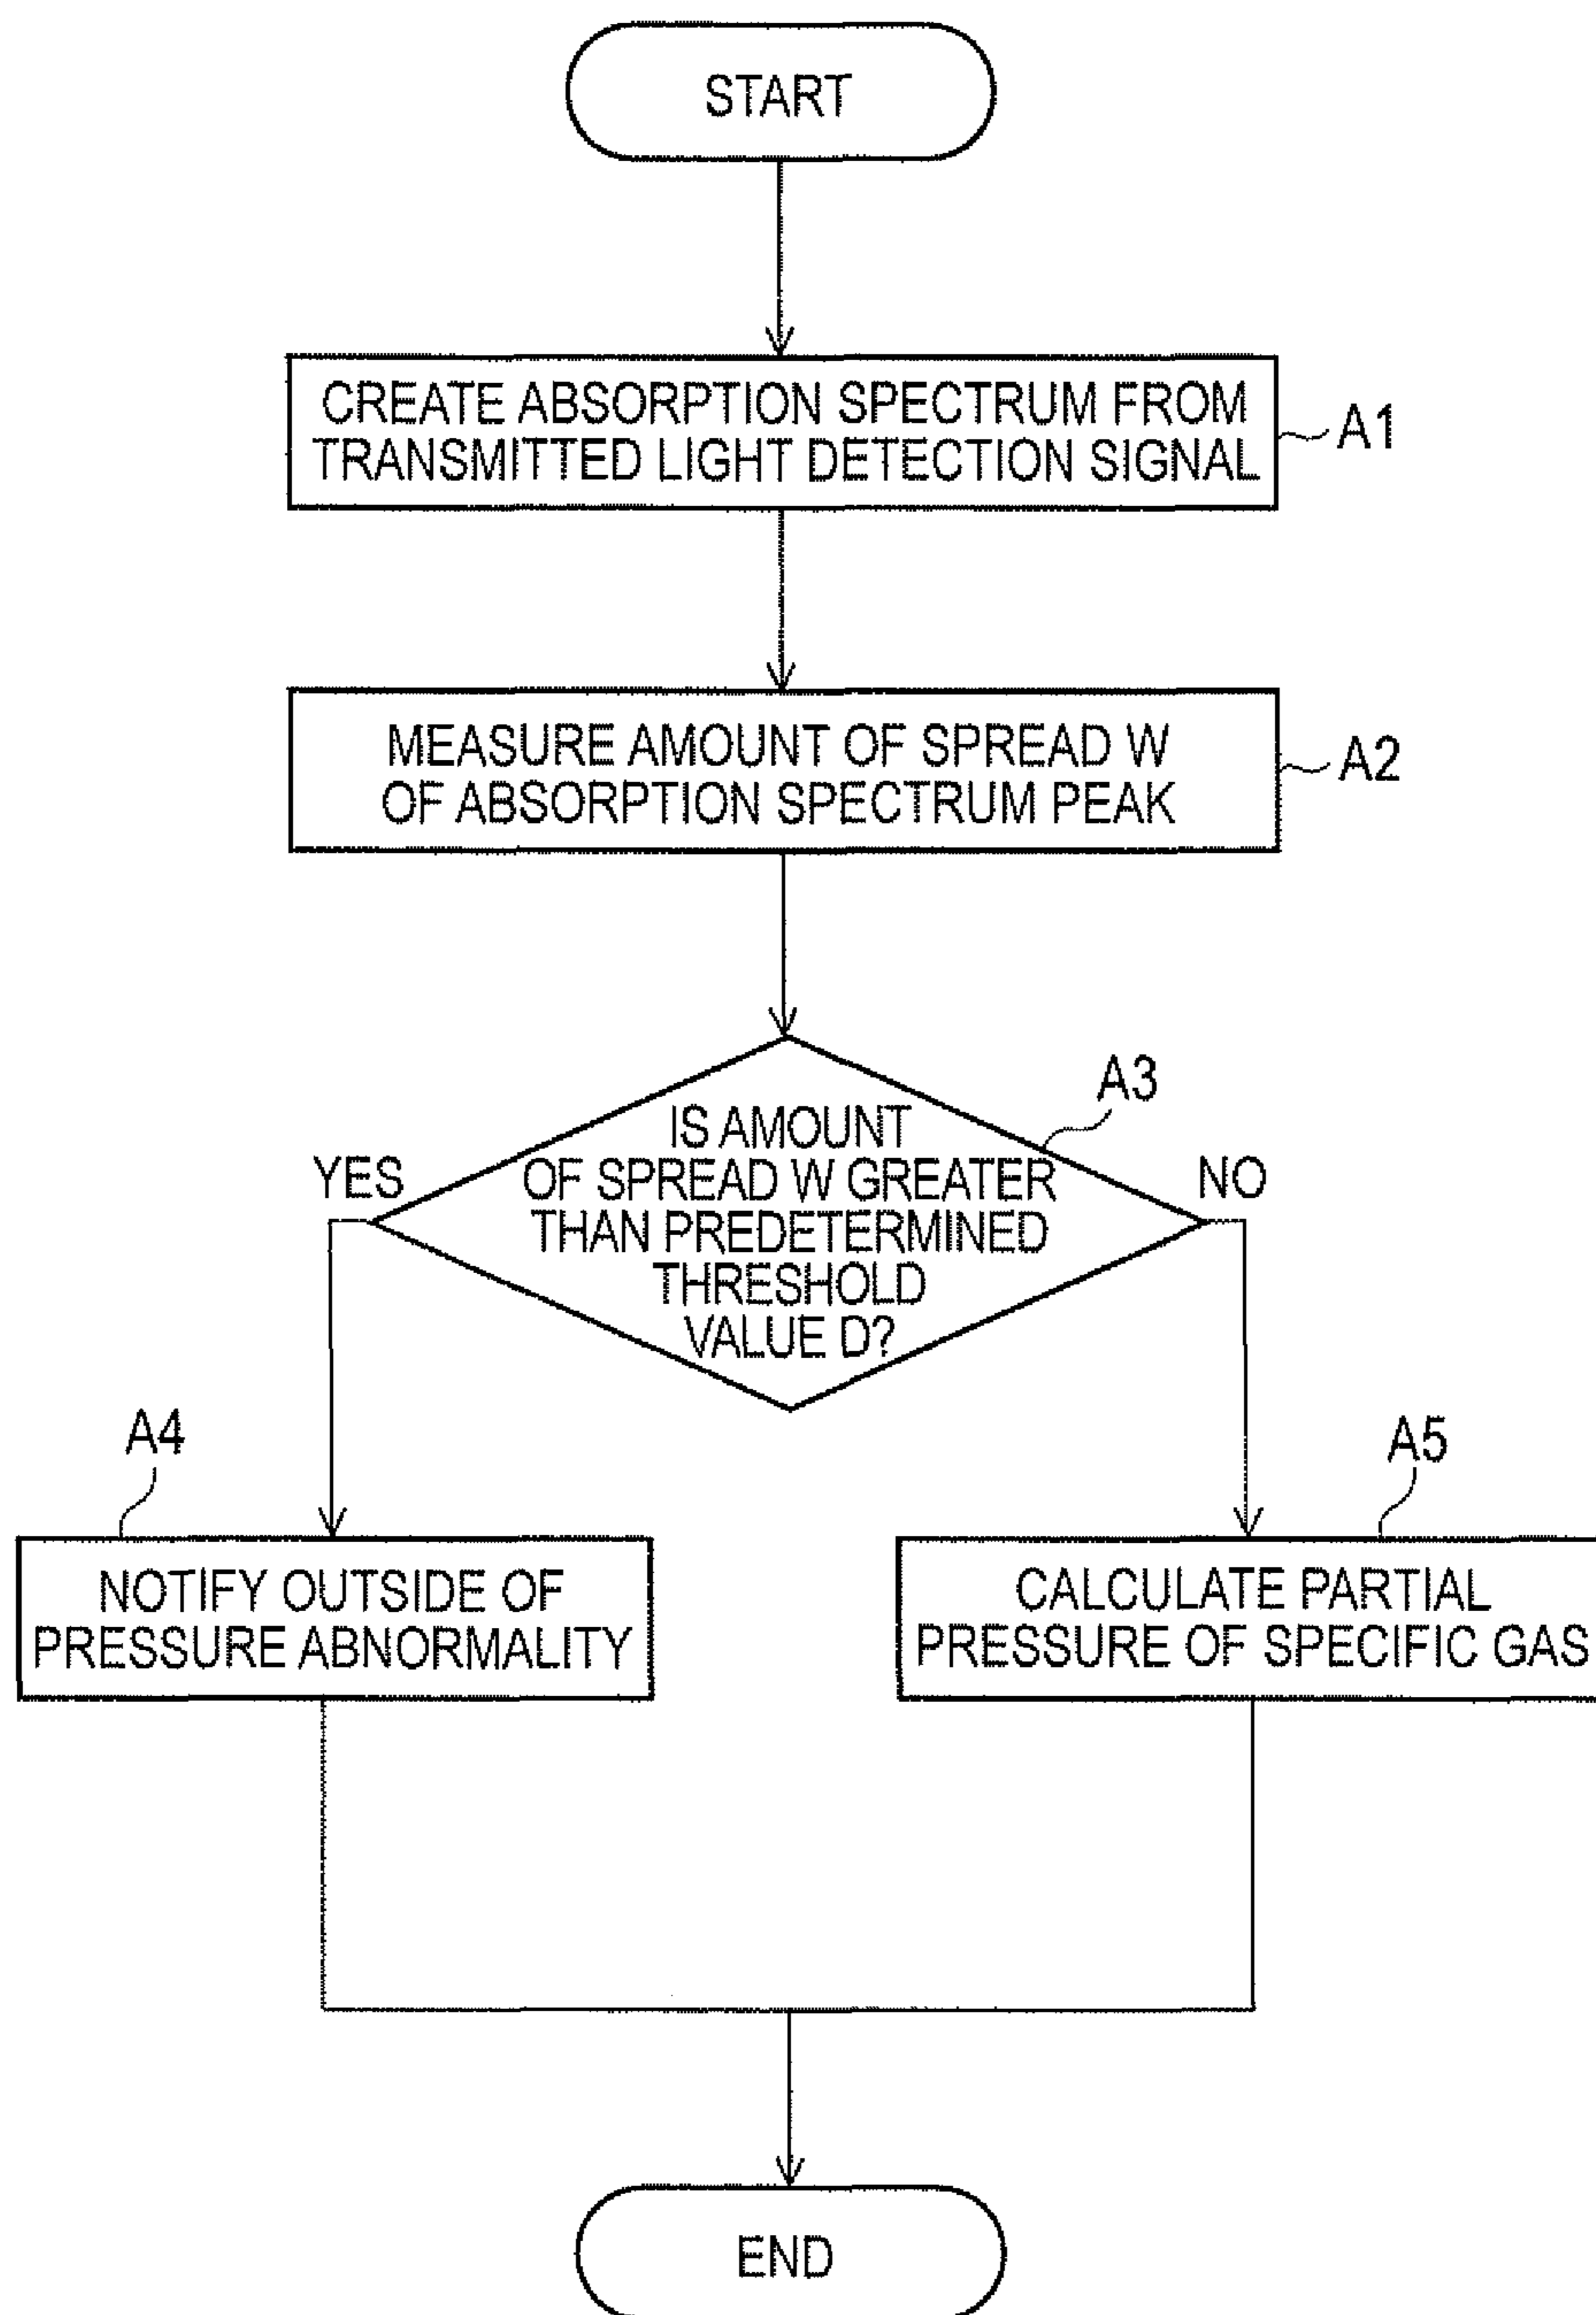 START
CREATE ABSORPTION SPECTRUM FROM
TRANSMITTED LIGHT DETECTION SIGNAL
A1
MEASURE AMOUNT OF SPREAD W
OF ABSORPTION SPECTRUM PEAK
A2
A3
IS AMOUNT
OF SPREAD W GREATER
THAN PREDETERMINED
THRESHOLD
VALUE D?
YES
NO
A4
NOTIFY OUTSIDE OF
PRESSURE ABNORMALITY
A5
CALCULATE PARTIAL
PRESSURE OF SPECIFIC GAS
END